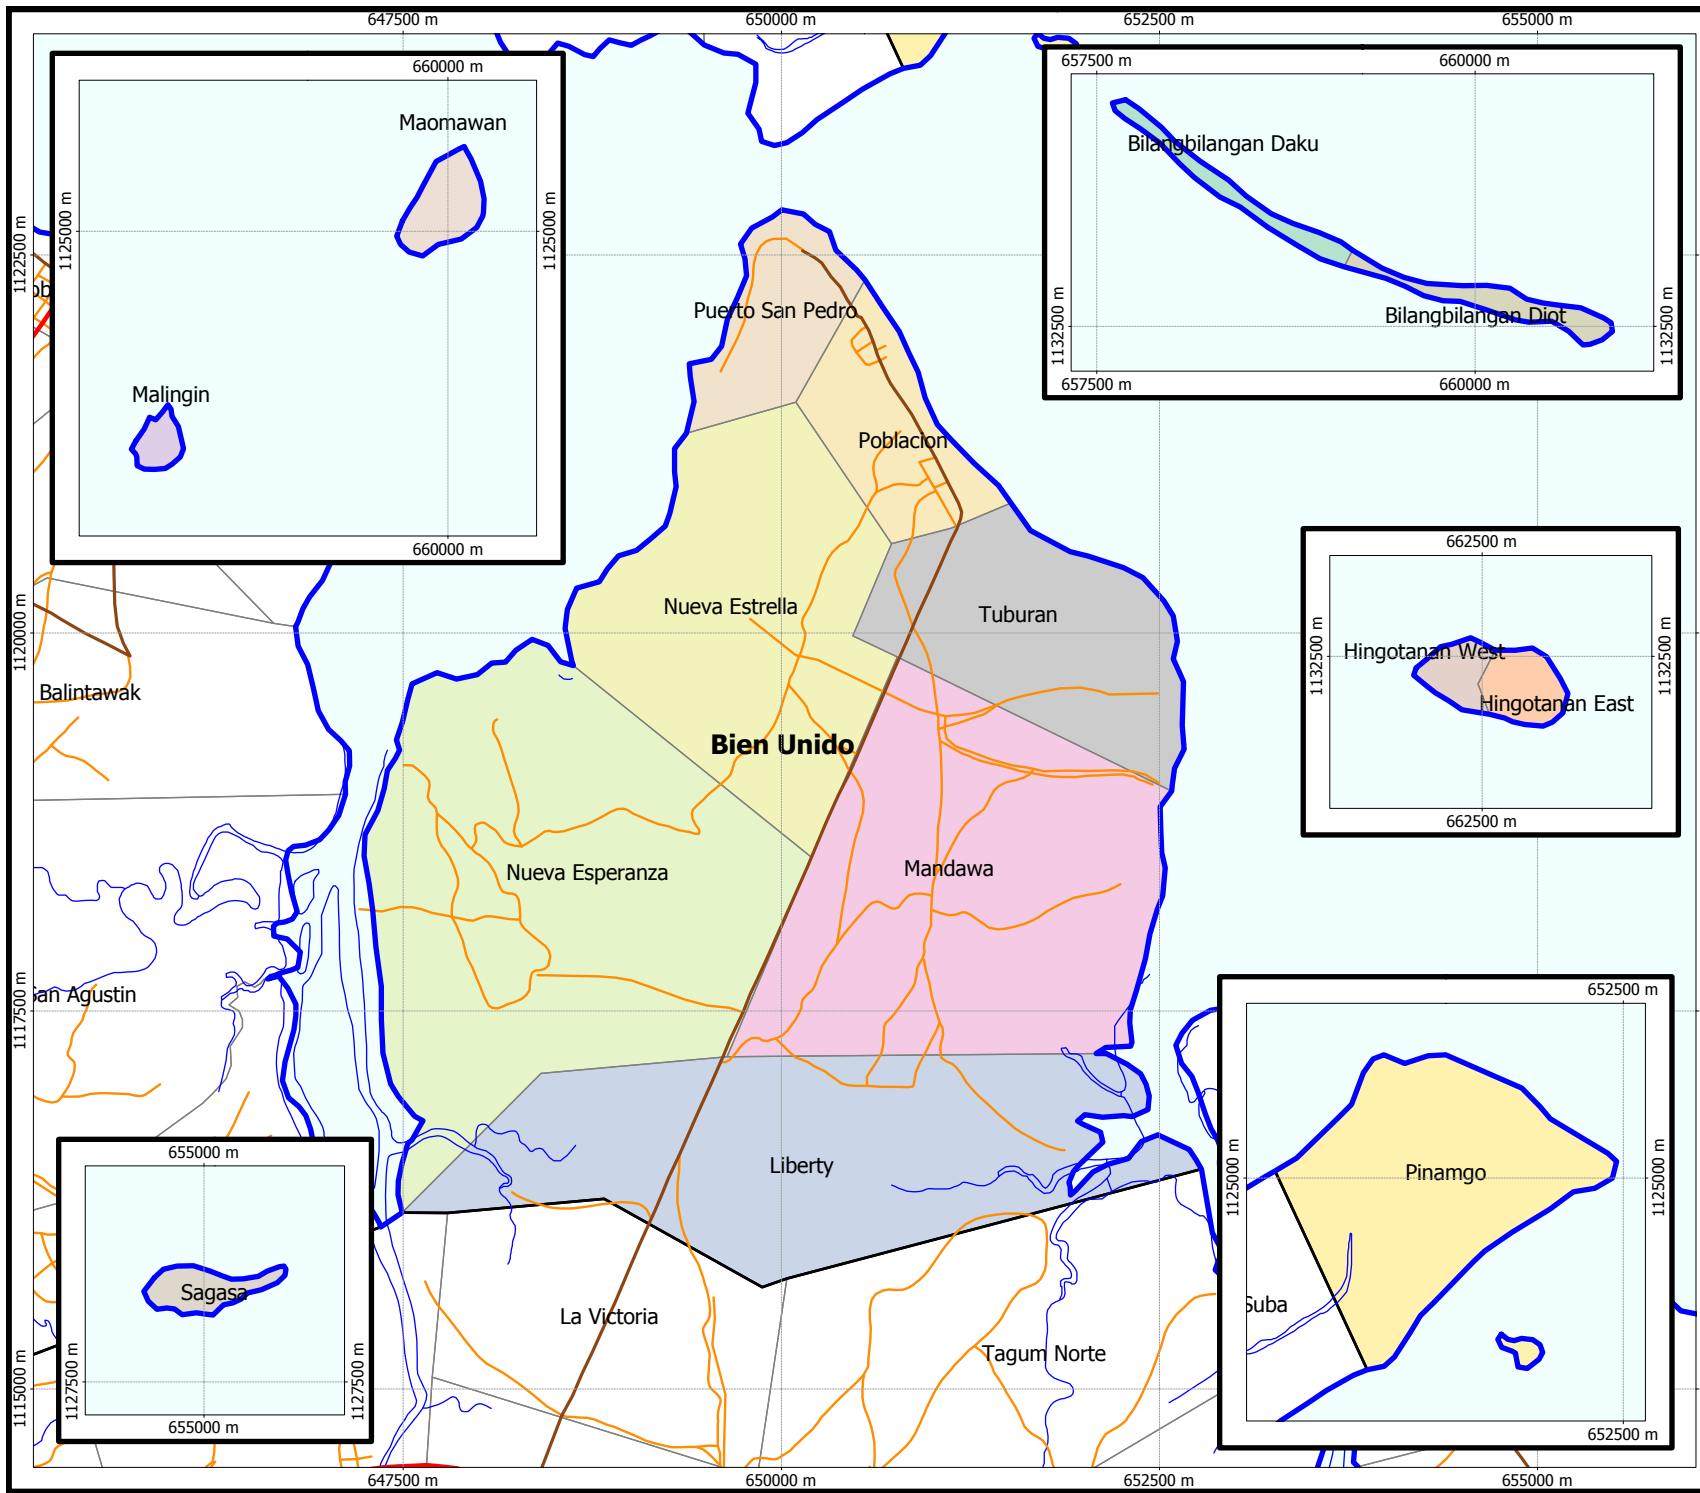 647500 m
650000 m
652500 m
655000 m
660000 m
Maomawan
1125000 m
1125000 m
Malingin
660000 m
657500 m
660000 m
Bilangbilangan Daku
Bilangbilangan Diot
1132500 m
1132500 m
657500 m
660000 m
1122500 m
ob
Puerto San Pedro
Poblacion
Nueva Estrella
Tuburan
1120000 m
Balintawak
662500 m
Hingotanan West
Hingotanan East
1132500 m
1132500 m
662500 m
Bien Unido
Nueva Esperanza
Mandawa
San Agustin
1117500 m
652500 m
Pinamgo
1125000 m
1125000 m
Suba
652500 m
Liberty
655000 m
Sagasa
1127500 m
1127500 m
655000 m
La Victoria
Tagum Norte
1115000 m
647500 m
650000 m
652500 m
655000 m